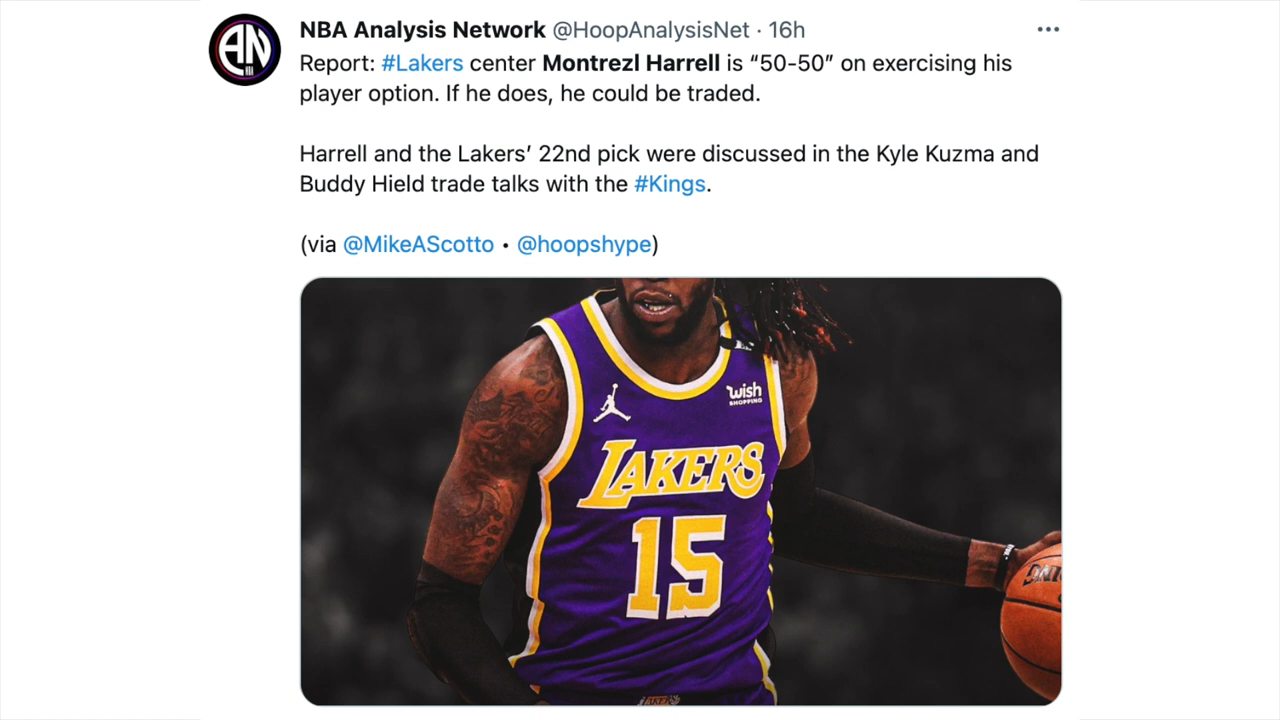 NBA Analysis Network @HoopAnalysisNet · 16h
Report: #Lakers center Montrezl Harrell is “50-50” on exercising his
player option. If he does, he could be traded.
Harrell and the Lakers’ 22nd pick were discussed in the Kyle Kuzma and
Buddy Hield trade talks with the #Kings.
(via @MikeAScotto • @hoopshype)
wish
SHOPPING
LAKERS
15
LAKERS